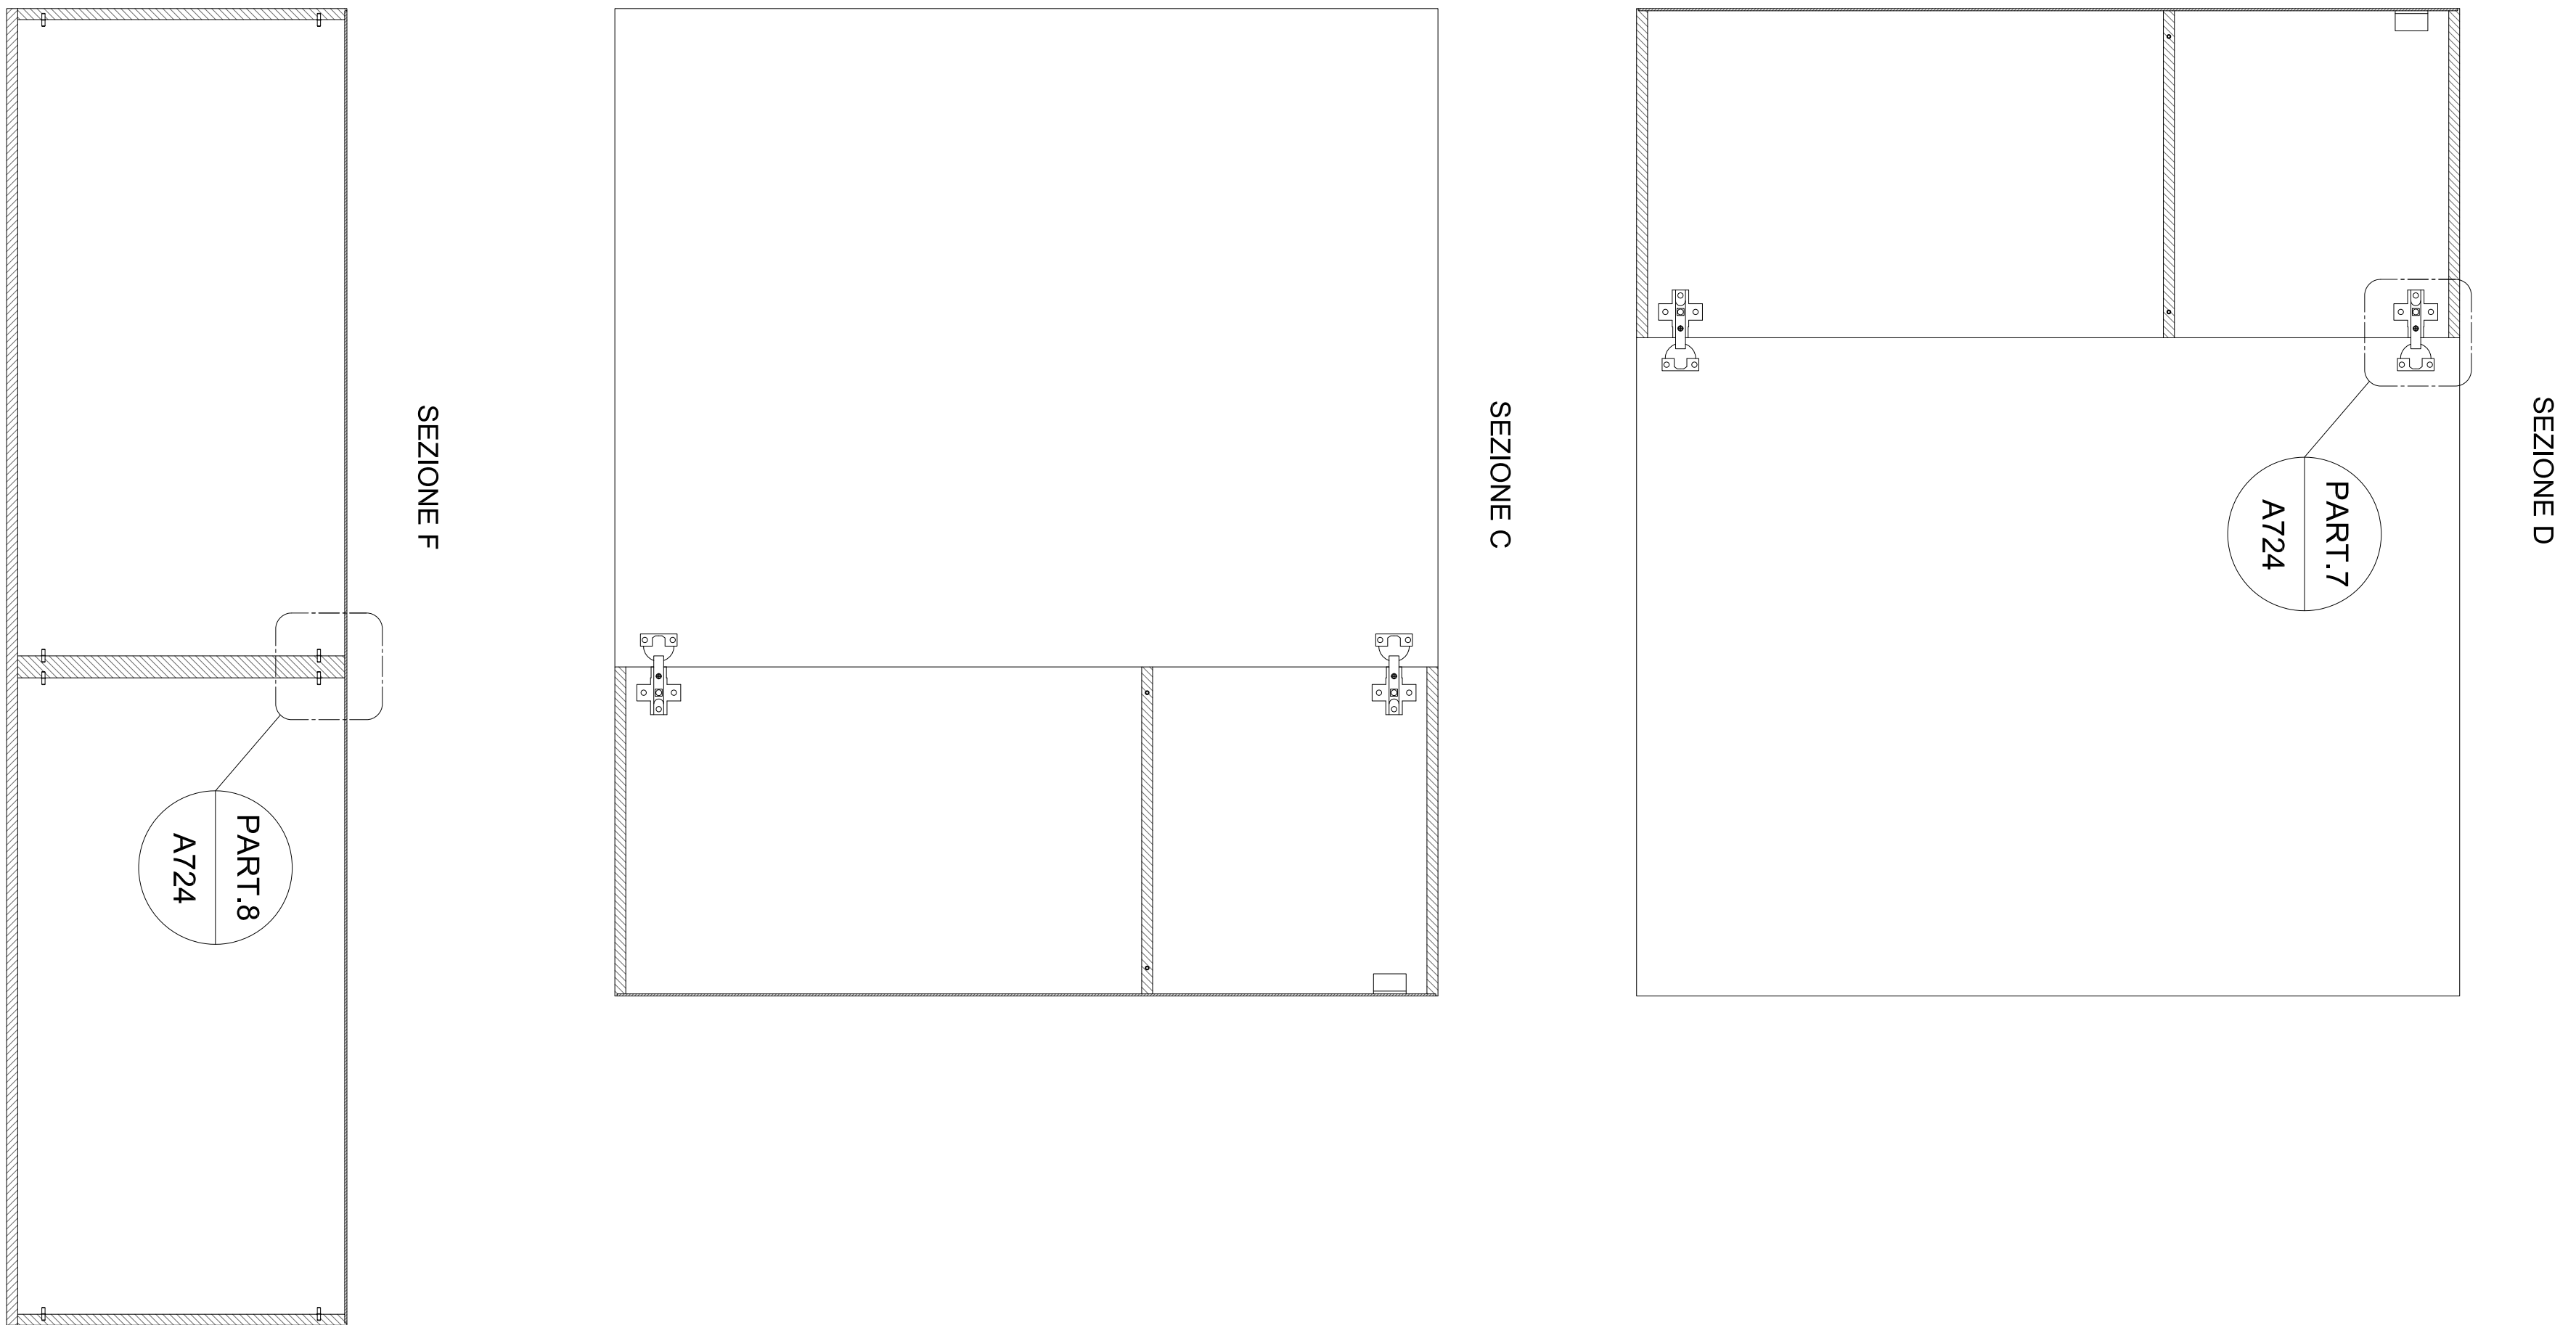 SEZIONE D
PART.7
A724
SEZIONE C
SEZIONE F
PART.8
A724